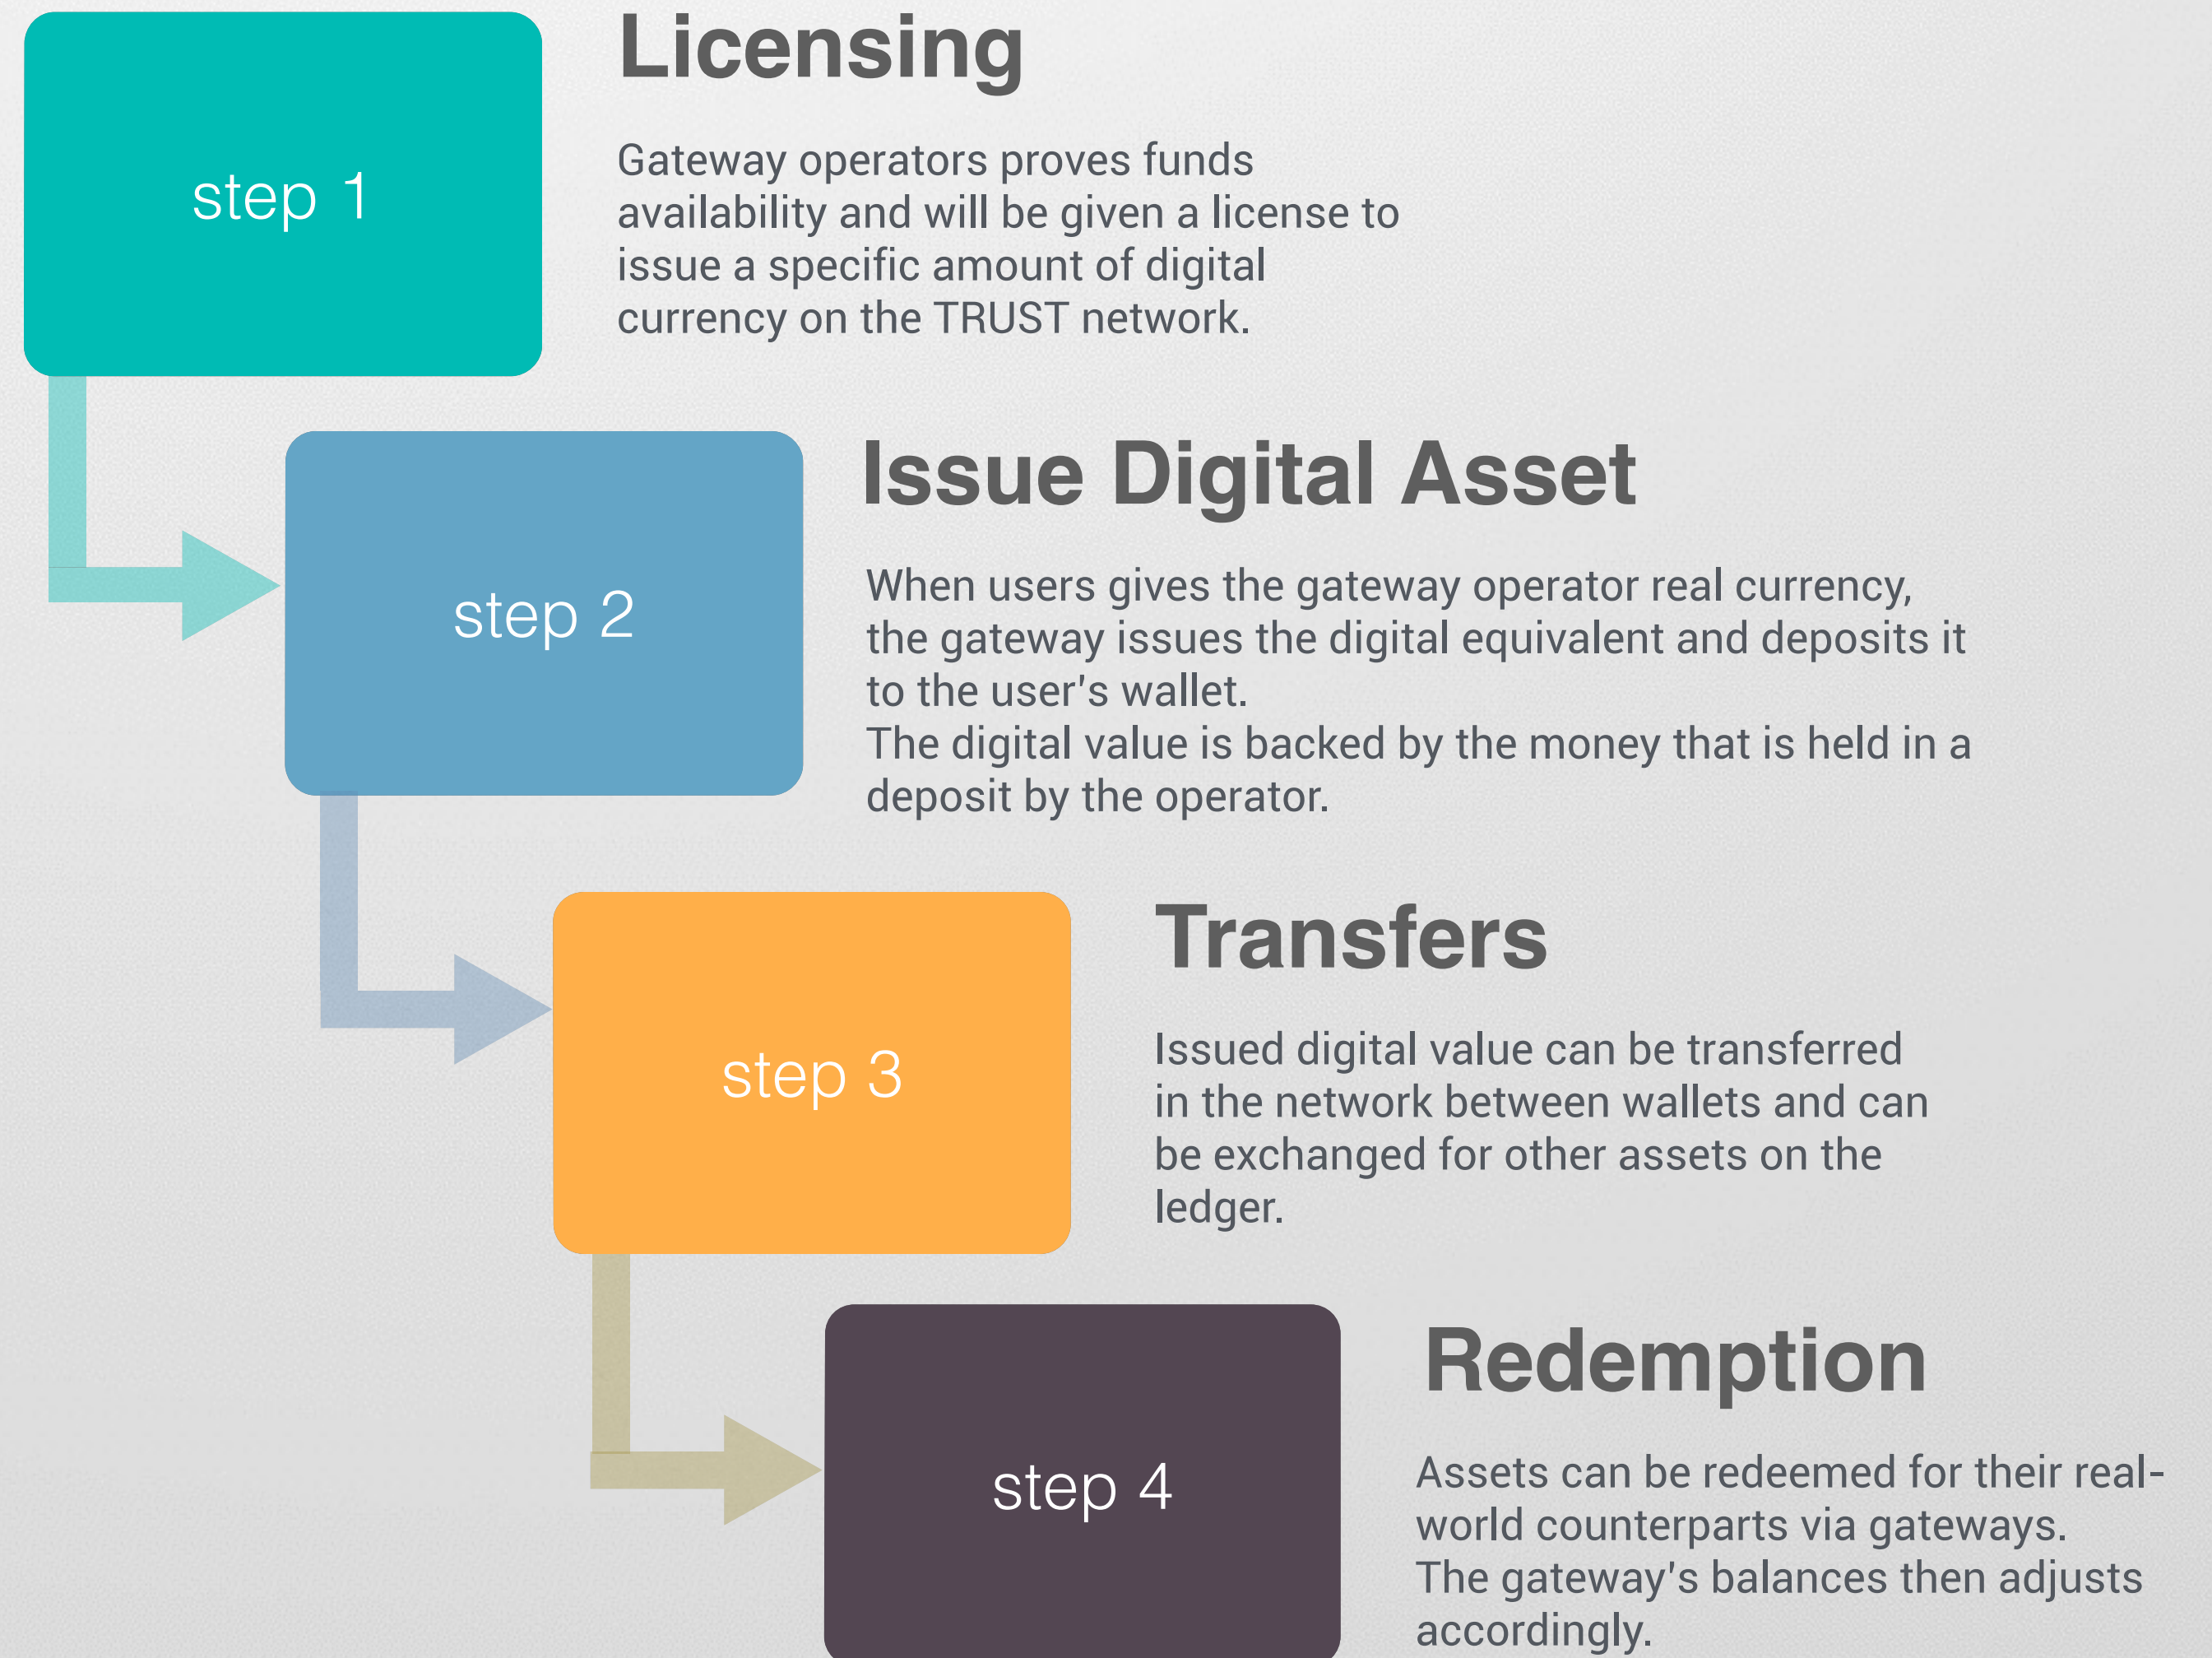 step 1
Licensing
Gateway operators proves funds
availability and will be given a license to
issue a specific amount of digital
currency on the TRUST network.
step 2
Issue Digital Asset
When users gives the gateway operator real currency,
the gateway issues the digital equivalent and deposits it
to the user's wallet.
The digital value is backed by the money that is held in a
deposit by the operator.
step 3
Transfers
Issued digital value can be transferred
in the network between wallets and can
be exchanged for other assets on the
ledger.
step 4
Redemption
Assets can be redeemed for their real-
world counterparts via gateways.
The gateway's balances then adjusts
accordingly.